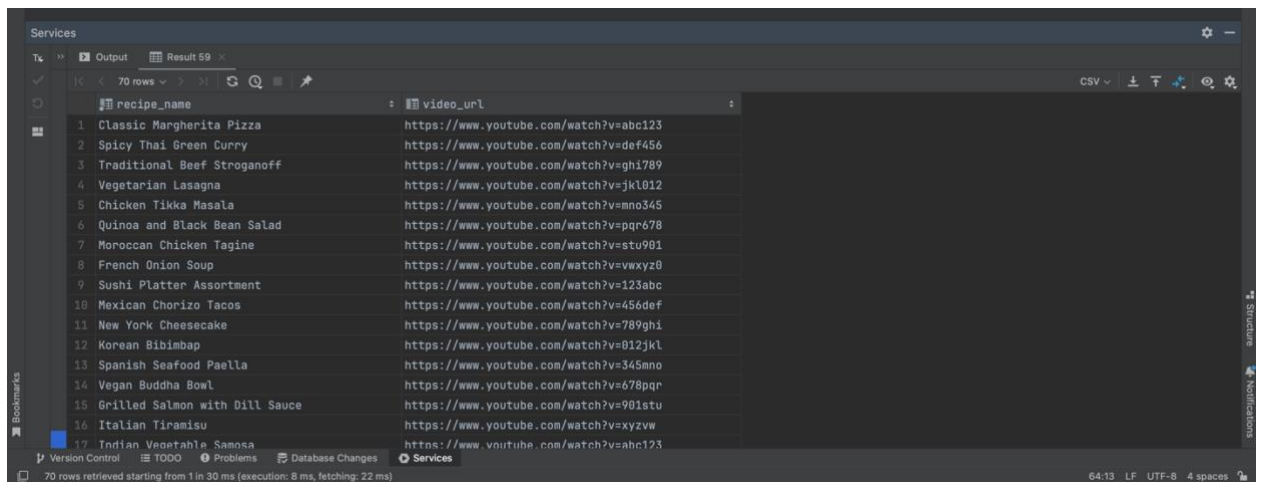 Services
Tx >> Output Result 59 ×
70 rows CSV
recipe_name video_url
1 Classic Margherita Pizza https://www.youtube.com/watch?v=abc123
2 Spicy Thai Green Curry https://www.youtube.com/watch?v=def456
3 Traditional Beef Stroganoff https://www.youtube.com/watch?v=ghi789
4 Vegetarian Lasagna https://www.youtube.com/watch?v=jkl012
5 Chicken Tikka Masala https://www.youtube.com/watch?v=mno345
6 Quinoa and Black Bean Salad https://www.youtube.com/watch?v=pqr678
7 Moroccan Chicken Tagine https://www.youtube.com/watch?v=stu901
8 French Onion Soup https://www.youtube.com/watch?v=vwxyz0
9 Sushi Platter Assortment https://www.youtube.com/watch?v=123abc
10 Mexican Chorizo Tacos https://www.youtube.com/watch?v=456def
11 New York Cheesecake https://www.youtube.com/watch?v=789ghi
12 Korean Bibimbap https://www.youtube.com/watch?v=012jkl
13 Spanish Seafood Paella https://www.youtube.com/watch?v=345mno
14 Vegan Buddha Bowl https://www.youtube.com/watch?v=678pqr
15 Grilled Salmon with Dill Sauce https://www.youtube.com/watch?v=901stu
16 Italian Tiramisu https://www.youtube.com/watch?v=xyzvw
17 Indian Vegetable Samosa https://www.youtube.com/watch?v=abc123
Bookmarks
Structure
Notifications
Version Control TODO Problems Database Changes Services
70 rows retrieved starting from 1 in 30 ms (execution: 8 ms, fetching: 22 ms) 64:13 LF UTF-8 4 spaces